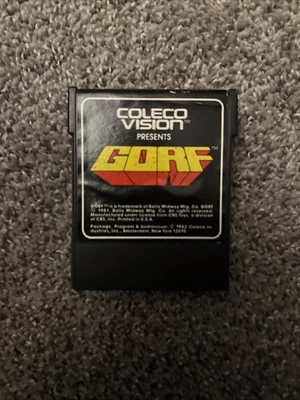 COLECO
VISION™
PRESENTS
GORF™
GORF™ is a trademark of Bally Midway Mfg. Co. GORF
© 1981, Bally Midway Mfg. Co. All rights reserved.
Manufactured under license from CBS Toys, a division
of CBS, Inc. Printed in U.S.A.
Package, Program & Audiovisual © 1983 Coleco In-
dustries, Inc., Amsterdam, New York 12010